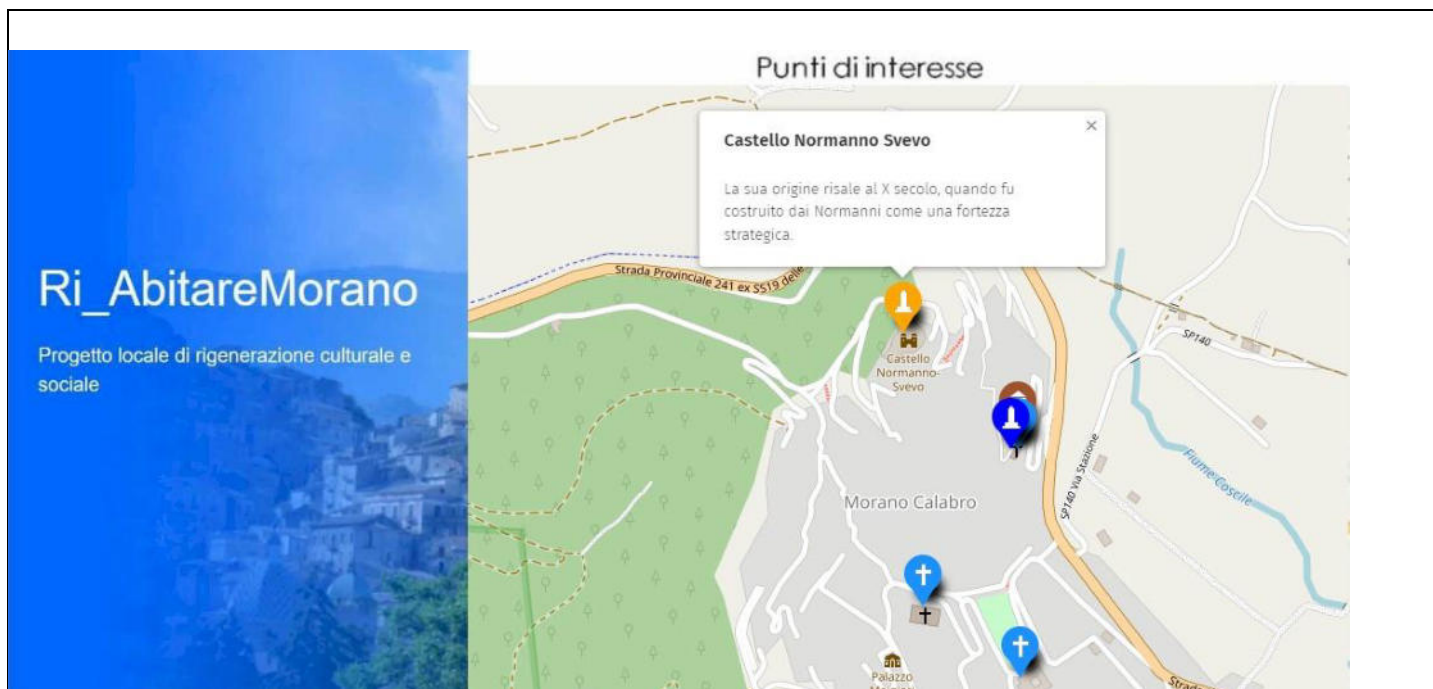 Punti di interesse
Castello Normanno Svevo
La sua origine risale al X secolo, quando fu
costruito dai Normanni come una fortezza
strategica.
Ri_AbitareMorano
Progetto locale di rigenerazione culturale e
sociale
Strada Provinciale 241 ex SS19 delle
Castello
Normanno-
Svevo
SP140
SP140 Via Stazione
Fiume Coscile
Morano Calabro
Palazzo